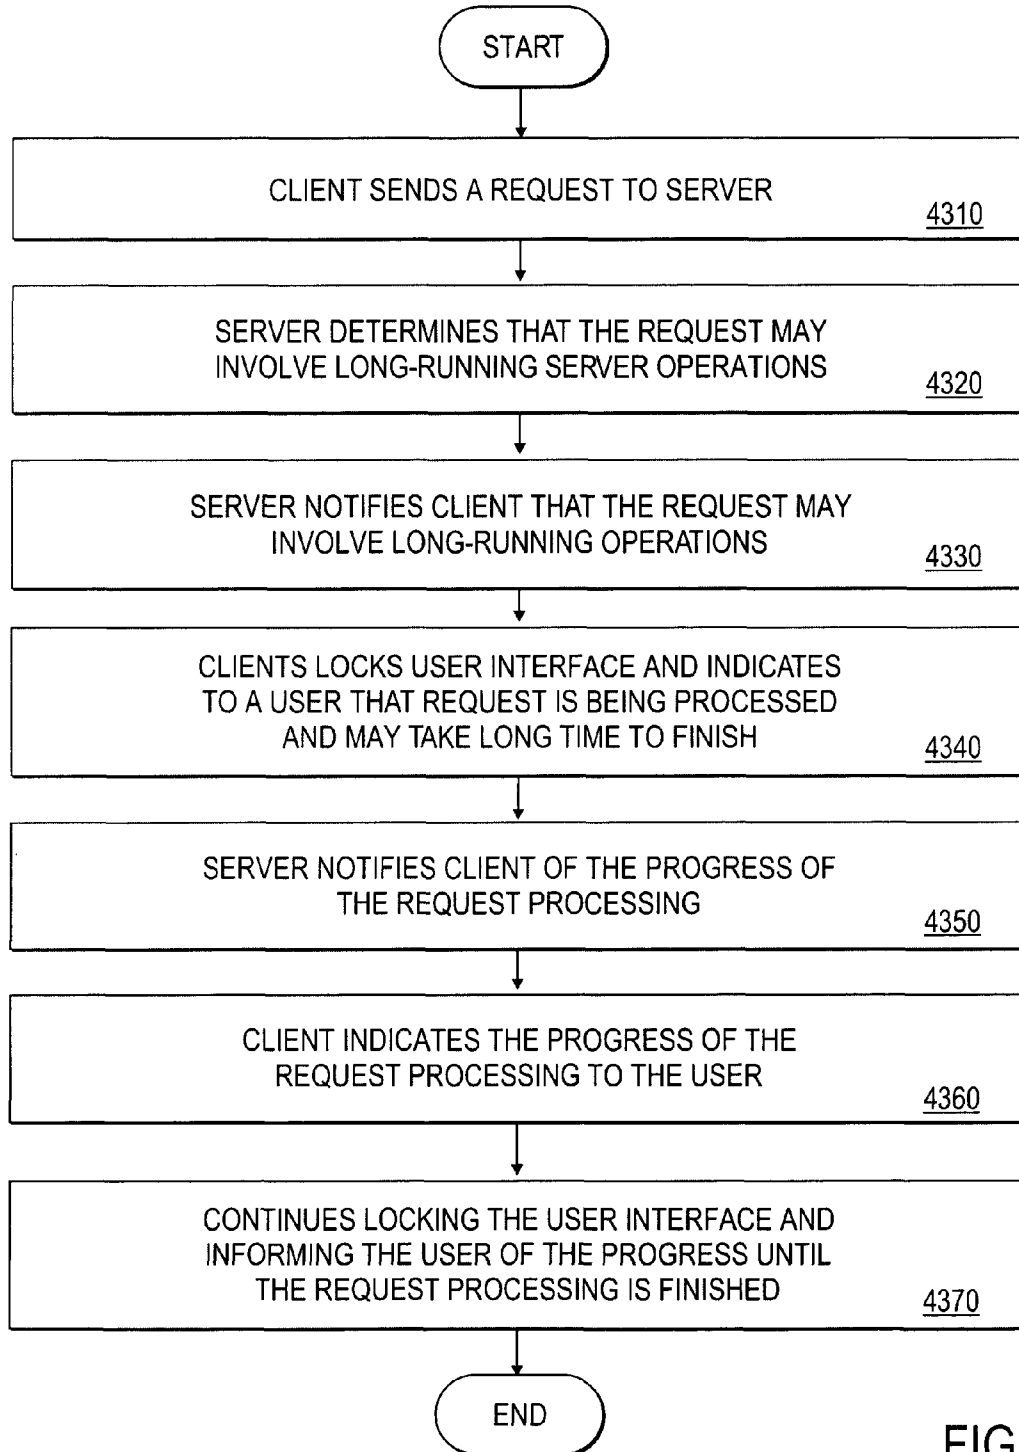 START
CLIENT SENDS A REQUEST TO SERVER
4310
SERVER DETERMINES THAT THE REQUEST MAY
INVOLVE LONG-RUNNING SERVER OPERATIONS
4320
SERVER NOTIFIES CLIENT THAT THE REQUEST MAY
INVOLVE LONG-RUNNING OPERATIONS
4330
CLIENTS LOCKS USER INTERFACE AND INDICATES
TO A USER THAT REQUEST IS BEING PROCESSED
AND MAY TAKE LONG TIME TO FINISH
4340
SERVER NOTIFIES CLIENT OF THE PROGRESS OF
THE REQUEST PROCESSING
4350
CLIENT INDICATES THE PROGRESS OF THE
REQUEST PROCESSING TO THE USER
4360
CONTINUES LOCKING THE USER INTERFACE AND
INFORMING THE USER OF THE PROGRESS UNTIL
THE REQUEST PROCESSING IS FINISHED
4370
END
FIG